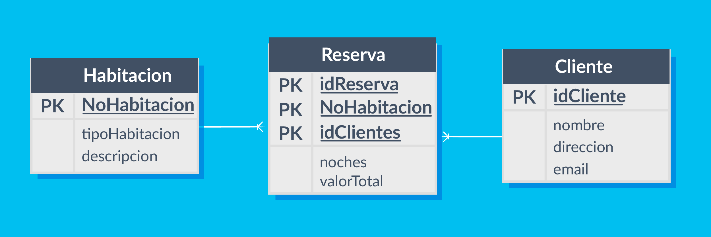 Habitacion
PK NoHabitacion
tipoHabitacion
descripcion
Reserva
PK idReserva
PK NoHabitacion
PK idClientes
noches
valorTotal
Cliente
PK idCliente
nombre
direccion
email